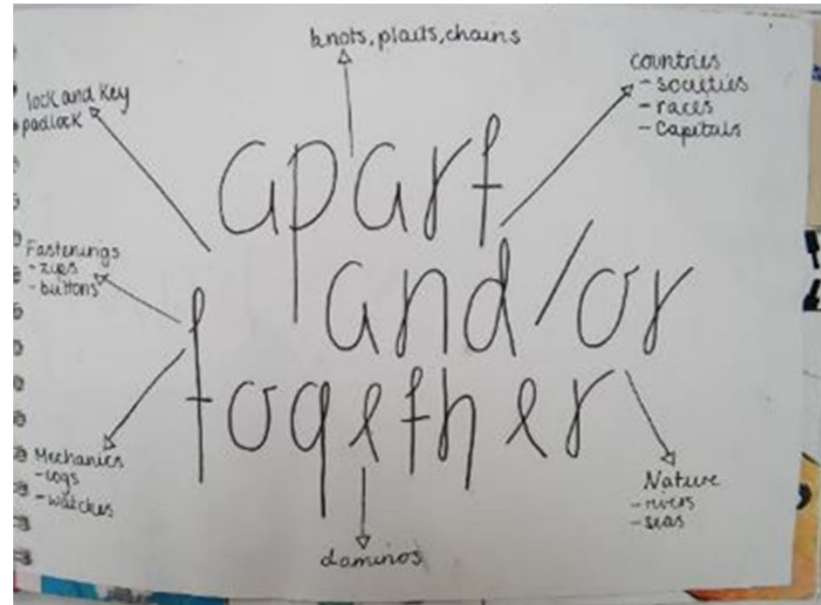 knots, plaits, chains
countries
- societies
- races
- Capitals
lock and key
padlock
apart
and/or
together
Fastenings
- zips
- buttons
Mechanics
- cogs
- watches
Nature
- rivers
- seas
dominos